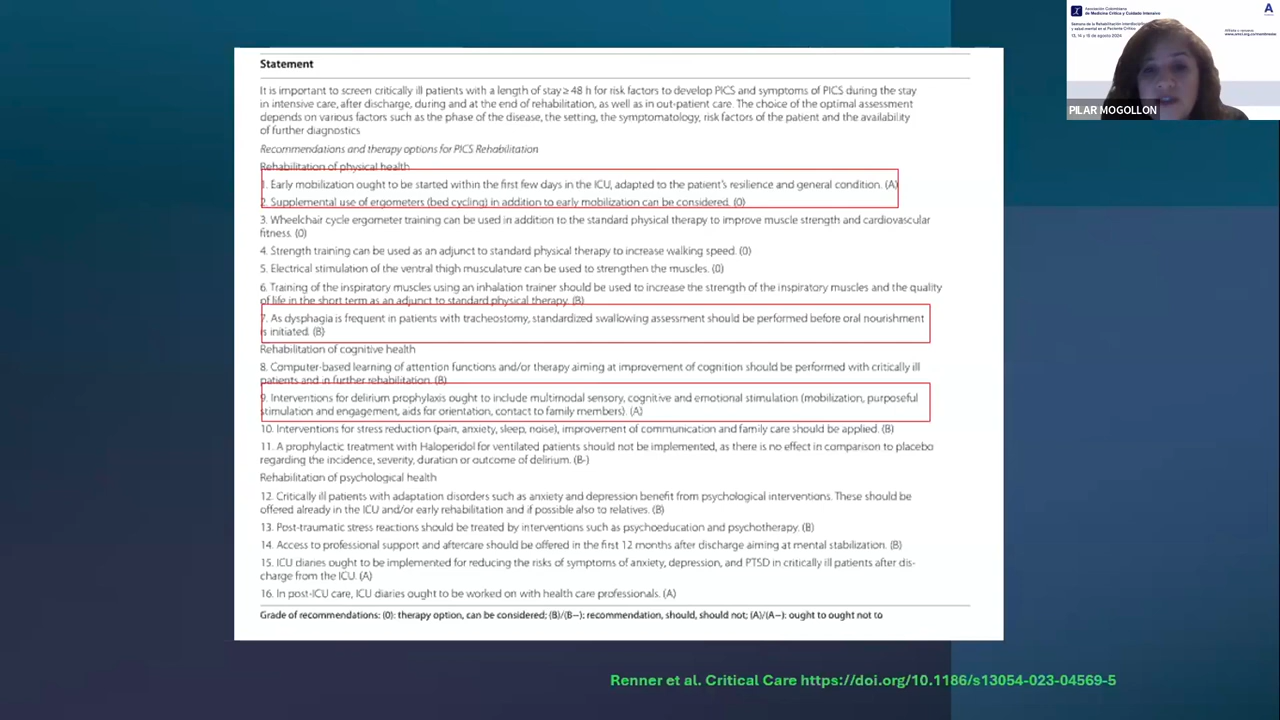 Asociación Colombiana
de Medicina Crítica y Cuidado Intensivo
Semana de la Rehabilitación Interdisciplin
y salud mental en el Paciente Crítico
13, 14 y 15 de agosto 2024
PILAR MOGOLLON
Statement
It is important to screen critically ill patients with a length of stay ≥ 48 h for risk factors to develop PICS and symptoms of PICS during the stay
in intensive care, after discharge, during and at the end of rehabilitation, as well as in out-patient care. The choice of the optimal assessment
depends on various factors such as the phase of the disease, the setting, the symptomatology, risk factors of the patient and the availability
of further diagnostics
Recommendations and therapy options for PICS Rehabilitation
Rehabilitation of physical health
1. Early mobilization ought to be started within the first few days in the ICU, adapted to the patient's resilience and general condition. (A)
2. Supplemental use of ergometers (bed cycling) in addition to early mobilization can be considered. (0)
3. Wheelchair cycle ergometer training can be used in addition to the standard physical therapy to improve muscle strength and cardiovascular
fitness. (0)
4. Strength training can be used as an adjunct to standard physical therapy to increase walking speed. (0)
5. Electrical stimulation of the ventral thigh musculature can be used to strengthen the muscles. (0)
6. Training of the inspiratory muscles using an inhalation trainer should be used to increase the strength of the inspiratory muscles and the quality
of life in the short term as an adjunct to standard physical therapy. (B)
7. As dysphagia is frequent in patients with tracheostomy, standardized swallowing assessment should be performed before oral nourishment
is initiated. (B)
Rehabilitation of cognitive health
8. Computer-based learning of attention functions and/or therapy aiming at improvement of cognition should be performed with critically ill
patients and in further rehabilitation. (B)
9. Interventions for delirium prophylaxis ought to include multimodal sensory, cognitive and emotional stimulation (mobilization, purposeful
stimulation and engagement, aids for orientation, contact to family members). (A)
10. Interventions for stress reduction (pain, anxiety, sleep, noise), improvement of communication and family care should be applied. (B)
11. A prophylactic treatment with Haloperidol for ventilated patients should not be implemented, as there is no effect in comparison to placebo
regarding the incidence, severity, duration or outcome of delirium. (B-)
Rehabilitation of psychological health
12. Critically ill patients with adaptation disorders such as anxiety and depression benefit from psychological interventions. These should be
offered already in the ICU and/or early rehabilitation and if possible also to relatives. (B)
13. Post-traumatic stress reactions should be treated by interventions such as psychoeducation and psychotherapy. (B)
14. Access to professional support and aftercare should be offered in the first 12 months after discharge aiming at mental stabilization. (B)
15. ICU diaries ought to be implemented for reducing the risks of symptoms of anxiety, depression, and PTSD in critically ill patients after dis-
charge from the ICU. (A)
16. In post-ICU care, ICU diaries ought to be worked on with health care professionals. (A)
Grade of recommendations: (0): therapy option, can be considered; (B)/(B−); recommendation, should, should not; (A)/(A−): ought to ought not to
Renner et al. Critical Care https://doi.org/10.1186/s13054-023-04569-5